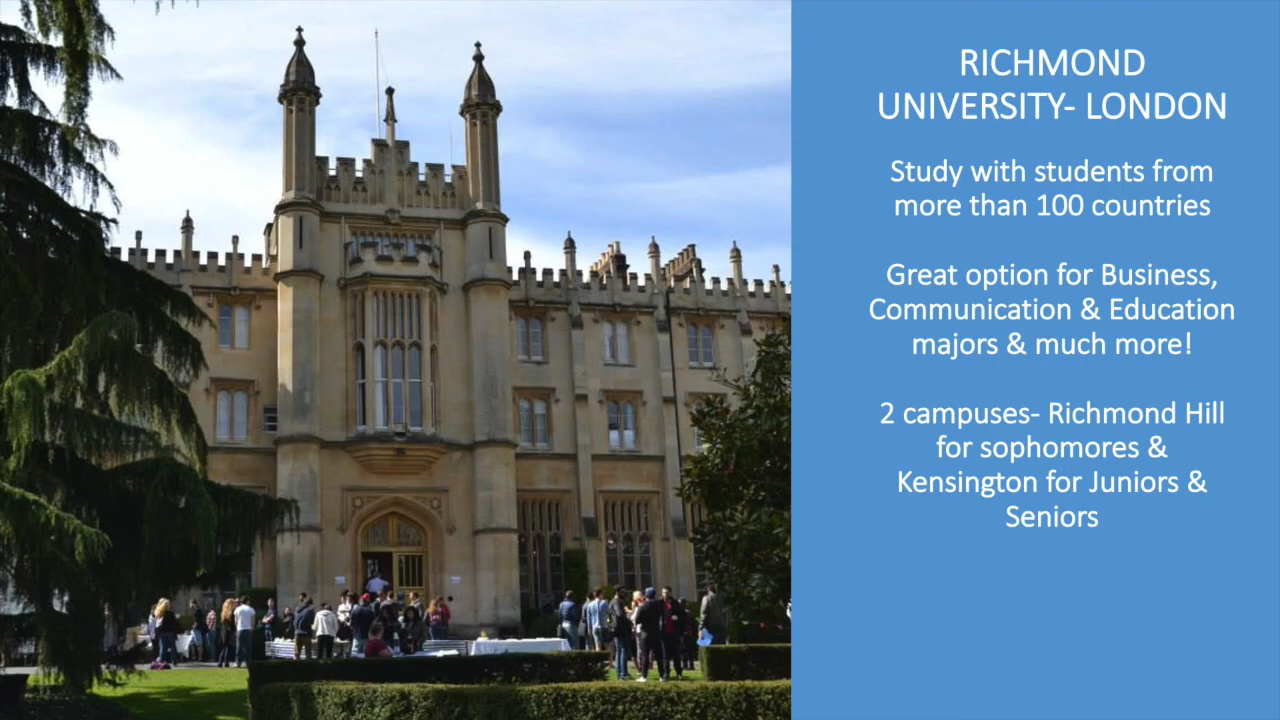 RICHMOND
UNIVERSITY- LONDON
Study with students from
more than 100 countries
Great option for Business,
Communication & Education
majors & much more!
2 campuses- Richmond Hill
for sophomores &
Kensington for Juniors &
Seniors